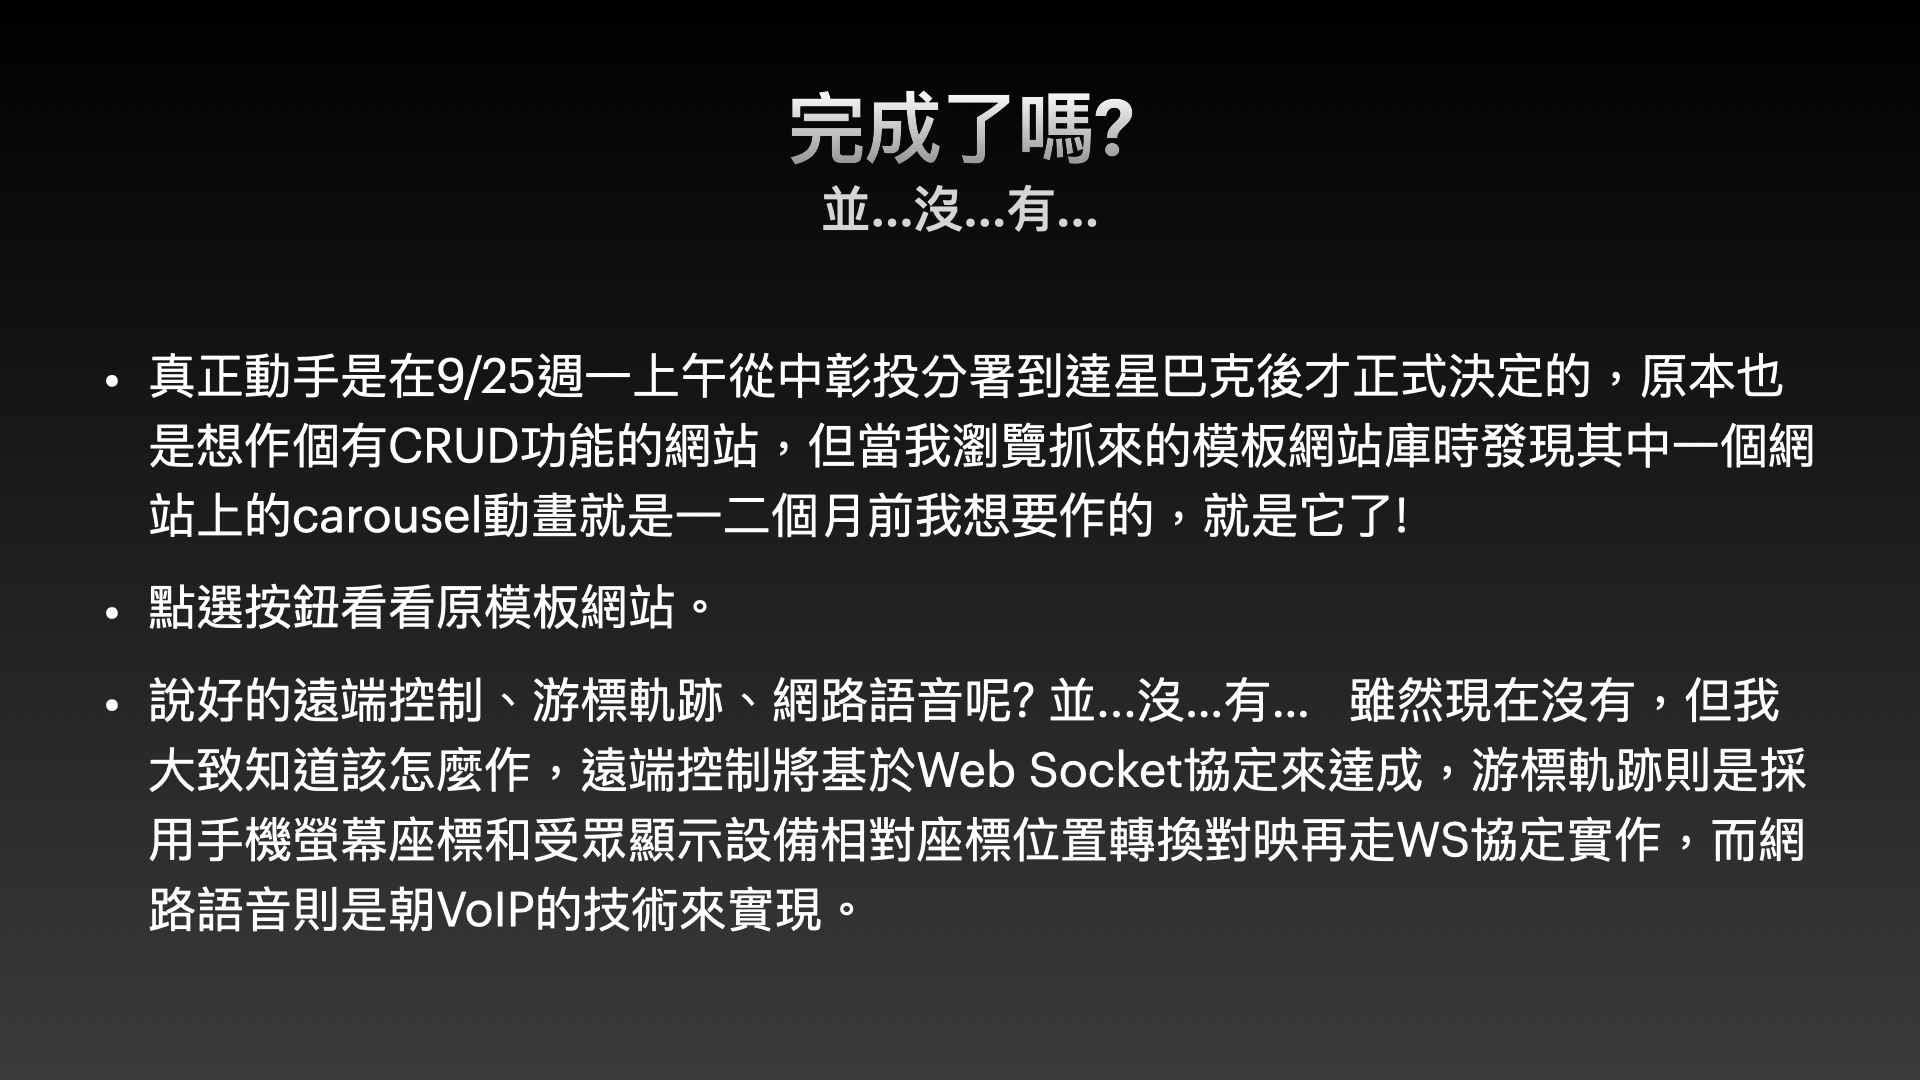 完成了嗎?
並...沒...有...
• 真正動手是在9/25週一上午從中彰投分署到達星巴克後才正式決定的，原本也
是想作個有CRUD功能的網站，但當我瀏覽抓來的模板網站庫時發現其中一個網
站上的carousel動畫就是一二個月前我想要作的，就是它了!
• 點選按鈕看看原模板網站。
• 說好的遠端控制、游標軌跡、網路語音呢? 並...沒...有... 雖然現在沒有，但我
大致知道該怎麼作，遠端控制將基於Web Socket協定來達成，游標軌跡則是採
用手機螢幕座標和受眾顯示設備相對座標位置轉換對映再走WS協定實作，而網
路語音則是朝VoIP的技術來實現。